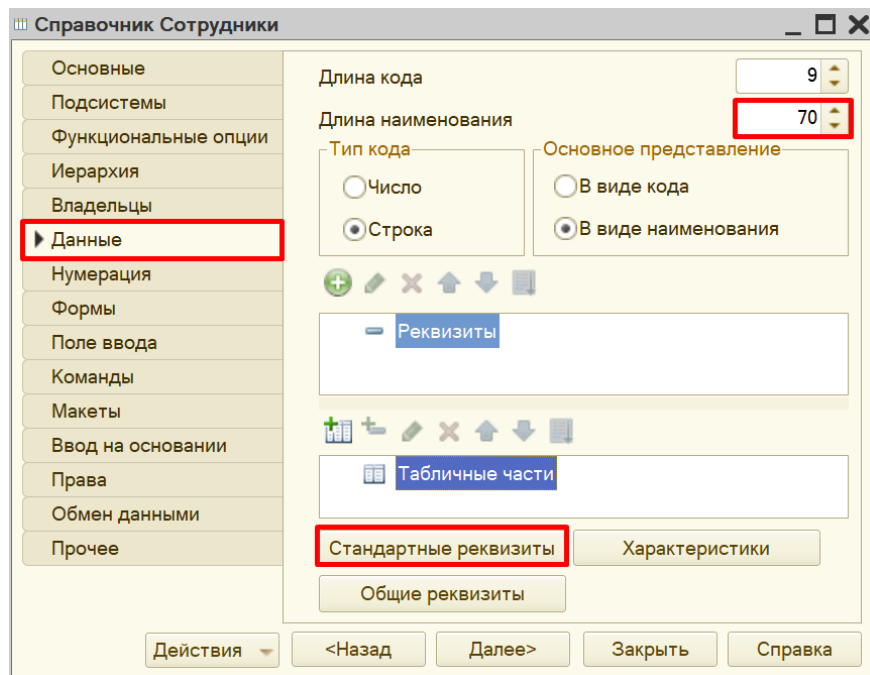 Справочник Сотрудники
Основные
Подсистемы
Функциональные опции
Иерархия
Владельцы
Данные
Нумерация
Формы
Поле ввода
Команды
Макеты
Ввод на основании
Права
Обмен данными
Прочее
Длина кода 9
Длина наименования 70
Тип кода Основное представление
Число В виде кода
Строка В виде наименования
Реквизиты
Табличные части
Стандартные реквизиты Характеристики
Общие реквизиты
Действия <Назад Далее> Закрыть Справка